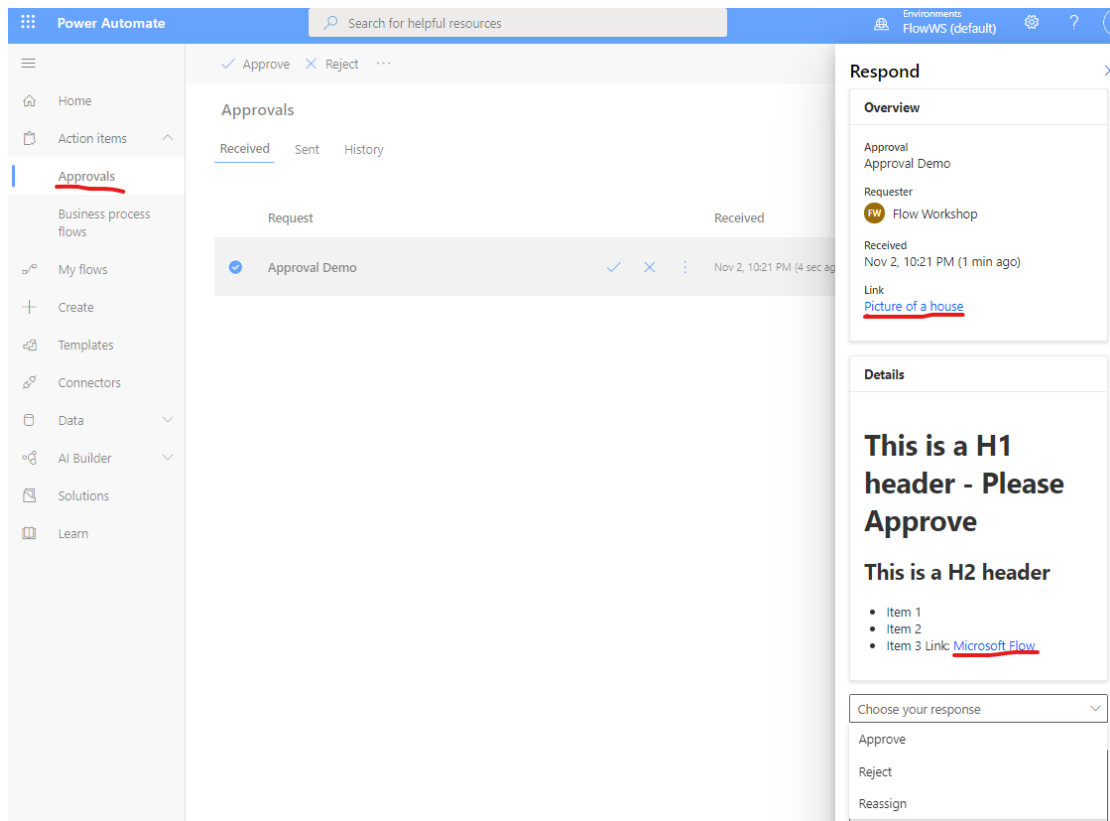 Power Automate
Search for helpful resources
Environments
FlowWS (default)
?
Home
Action items
Approvals
Business process
flows
My flows
Create
Templates
Connectors
Data
AI Builder
Solutions
Learn
Approve
Reject
Approvals
Received
Sent
History
Request
Received
Approval Demo
Nov 2, 10:21 PM (4 sec ag
Respond
Overview
Approval
Approval Demo
Requester
FW
Flow Workshop
Received
Nov 2, 10:21 PM (1 min ago)
Link
Picture of a house
Details
This is a H1
header - Please
Approve
This is a H2 header
Item 1
Item 2
Item 3 Link: Microsoft Flow
Choose your response
Approve
Reject
Reassign